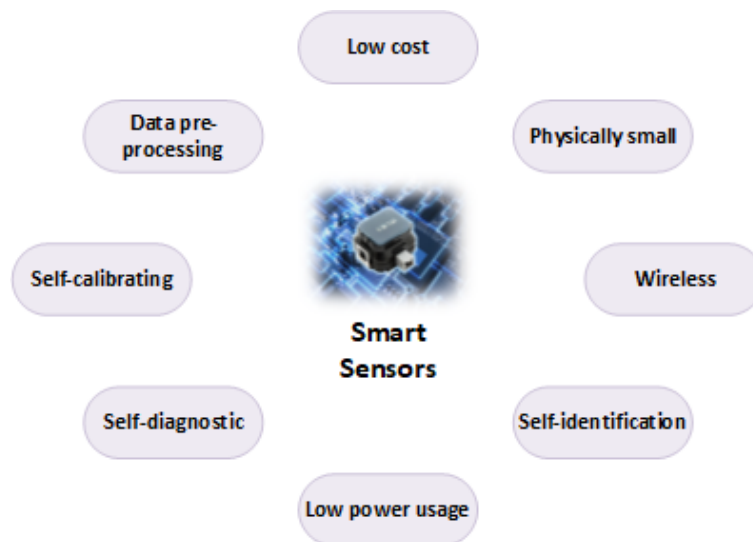 Low cost
Data pre-
processing
Physically small
Self-calibrating
Wireless
Smart
Sensors
Self-diagnostic
Self-identification
Low power usage